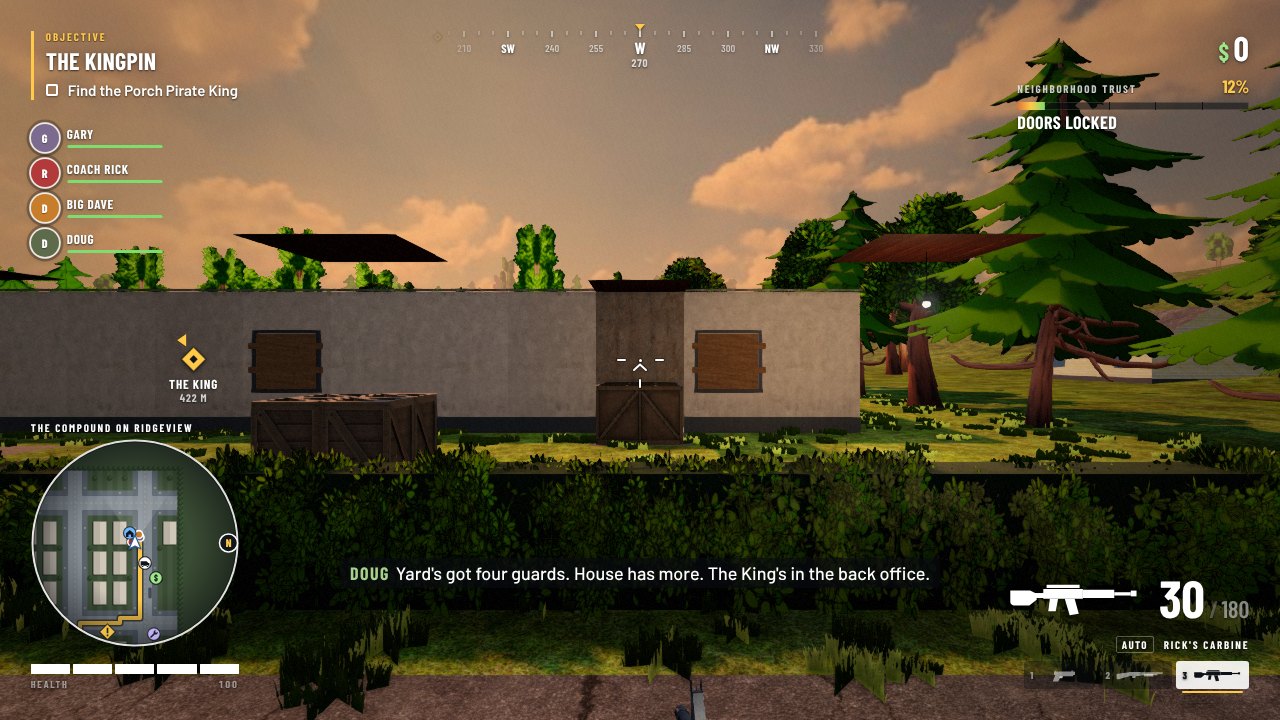 OBJECTIVE
THE KINGPIN
Find the Porch Pirate King
G GARY
R COACH RICK
D BIG DAVE
D DOUG
210 SW 240 255 W 285 300 NW 330
270
$0
NEIGHBORHOOD TRUST 12%
DOORS LOCKED
THE KING
422 M
THE COMPOUND ON RIDGEVIEW
N
$
DOUG Yard's got four guards. House has more. The King's in the back office.
30 / 180
AUTO RICK'S CARBINE
1 2 3
HEALTH 100